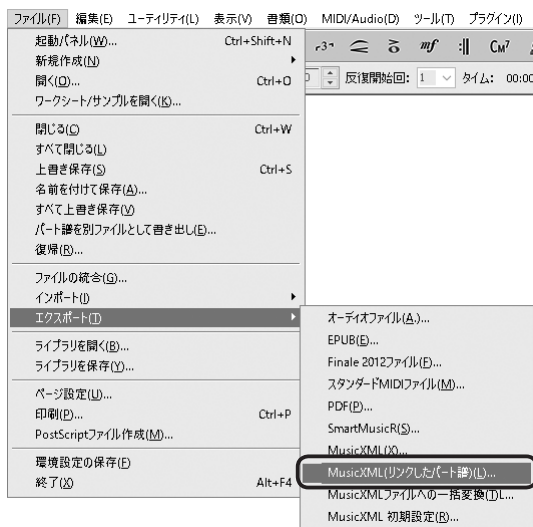 ファイル(F) 編集(E) ユーティリティ(L) 表示(V) 書類(O) MIDI/Audio(D) ツール(T) プラグイン(I)
起動パネル(W)... Ctrl+Shift+N
新規作成(N)
開く(O)... Ctrl+O
反復開始回: 1 タイム: 00:00
ワークシート/サンプルを開く(K)...
閉じる(C) Ctrl+W
すべて閉じる(L)
上書き保存(S) Ctrl+S
名前を付けて保存(A)...
すべて上書き保存(V)
パート譜を別ファイルとして書き出し(E)...
復帰(R)...
ファイルの統合(G)...
インポート(I)
エクスポート(T)
ライブラリを開く(B)...
ライブラリを保存(Y)...
ページ設定(U)...
印刷(P)... Ctrl+P
PostScriptファイル作成(M)...
環境設定の保存(F)
終了(X) Alt+F4
オーディオファイル(A.)...
EPUB(E)...
Finale 2012ファイル(F)...
スタンダードMIDIファイル(M)...
PDF(P)...
SmartMusicR(S)...
MusicXML(X)...
MusicXML(リンクしたパート譜)(L)...
MusicXMLファイルへの一括変換(T)L...
MusicXML 初期設定(R)...
3 mf CM7